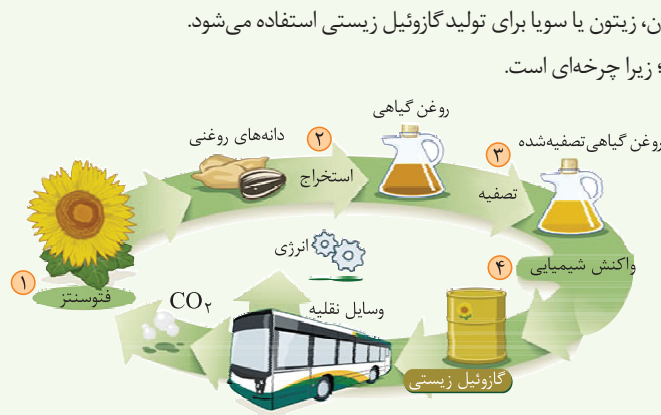 زیتون یا سویا برای تولید گازوئیل زیستی استفاده می‌شود.
؛ زیرا چرخه‌ای است.
روغن گیاهی
دانه‌های روغنی
۲
استخراج
روغن گیاهی تصفیه‌شده
۳
تصفیه
واکنش شیمیایی
۴
گازوئیل زیستی
وسایل نقلیه
انرژی
CO۲
۱
فتوسنتز